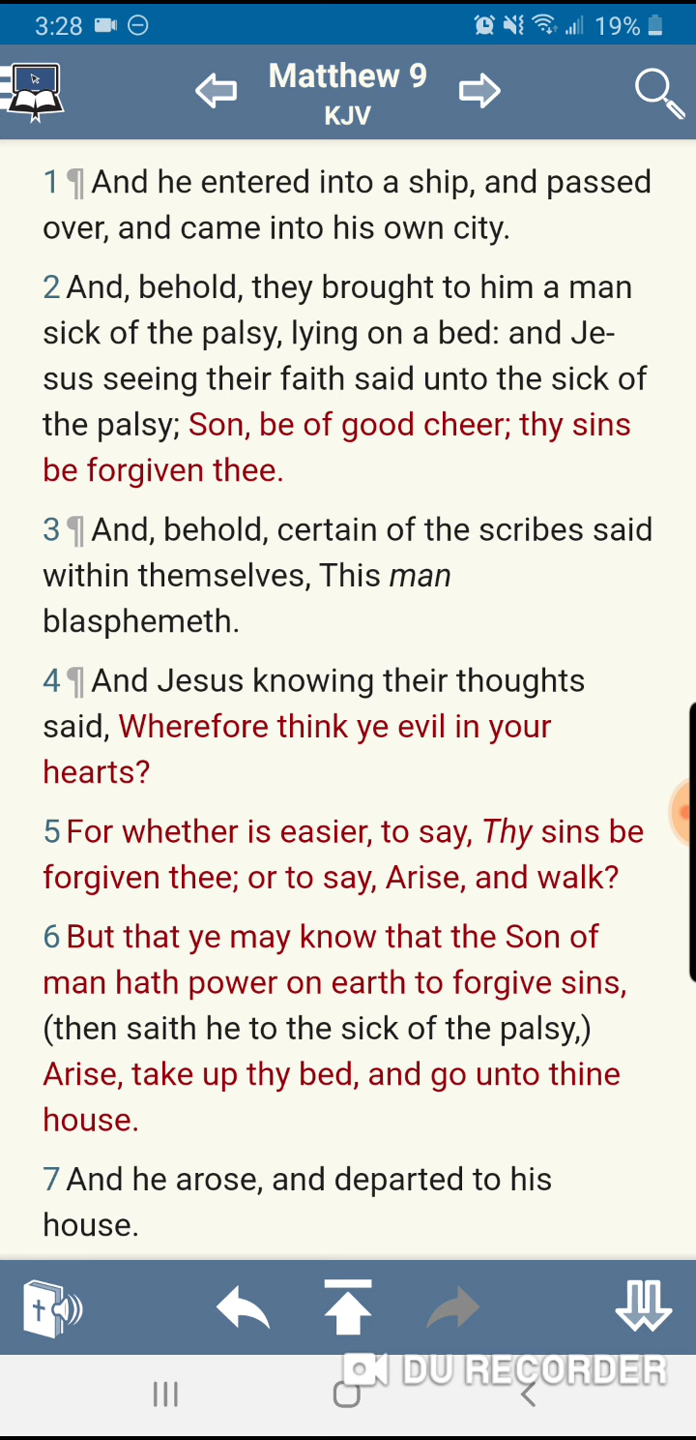 3:28 19%
Matthew 9
KJV
1 ¶ And he entered into a ship, and passed
over, and came into his own city.
2 And, behold, they brought to him a man
sick of the palsy, lying on a bed: and Je-
sus seeing their faith said unto the sick of
the palsy; Son, be of good cheer; thy sins
be forgiven thee.
3 ¶ And, behold, certain of the scribes said
within themselves, This man
blasphemeth.
4 ¶ And Jesus knowing their thoughts
said, Wherefore think ye evil in your
hearts?
5 For whether is easier, to say, Thy sins be
forgiven thee; or to say, Arise, and walk?
6 But that ye may know that the Son of
man hath power on earth to forgive sins,
(then saith he to the sick of the palsy,)
Arise, take up thy bed, and go unto thine
house.
7 And he arose, and departed to his
house.
DU RECORDER